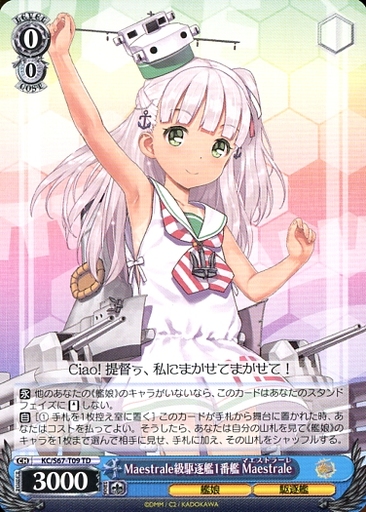 LEVEL
0
0
COST
Ciao! 提督っ、私にまかせてまかせて！
永 他のあなたの《艦娘》のキャラがいないなら、このカードはあなたのスタンド
フェイズに【↑】しない。
自 [① 手札を1枚控え室に置く] このカードが手札から舞台に置かれた時、あ
なたはコストを払ってよい。そうしたら、あなたは自分の山札を見て《艦娘》のキャ
ラを1枚まで選んで相手に見せ、手札に加え、その山札をシャッフルする。
CH KC/S67-T09 TD
3000
マエストラーレ
Maestrale級駆逐艦1番艦 Maestrale
艦娘 駆逐艦
©DMM / C2 / KADOKAWA